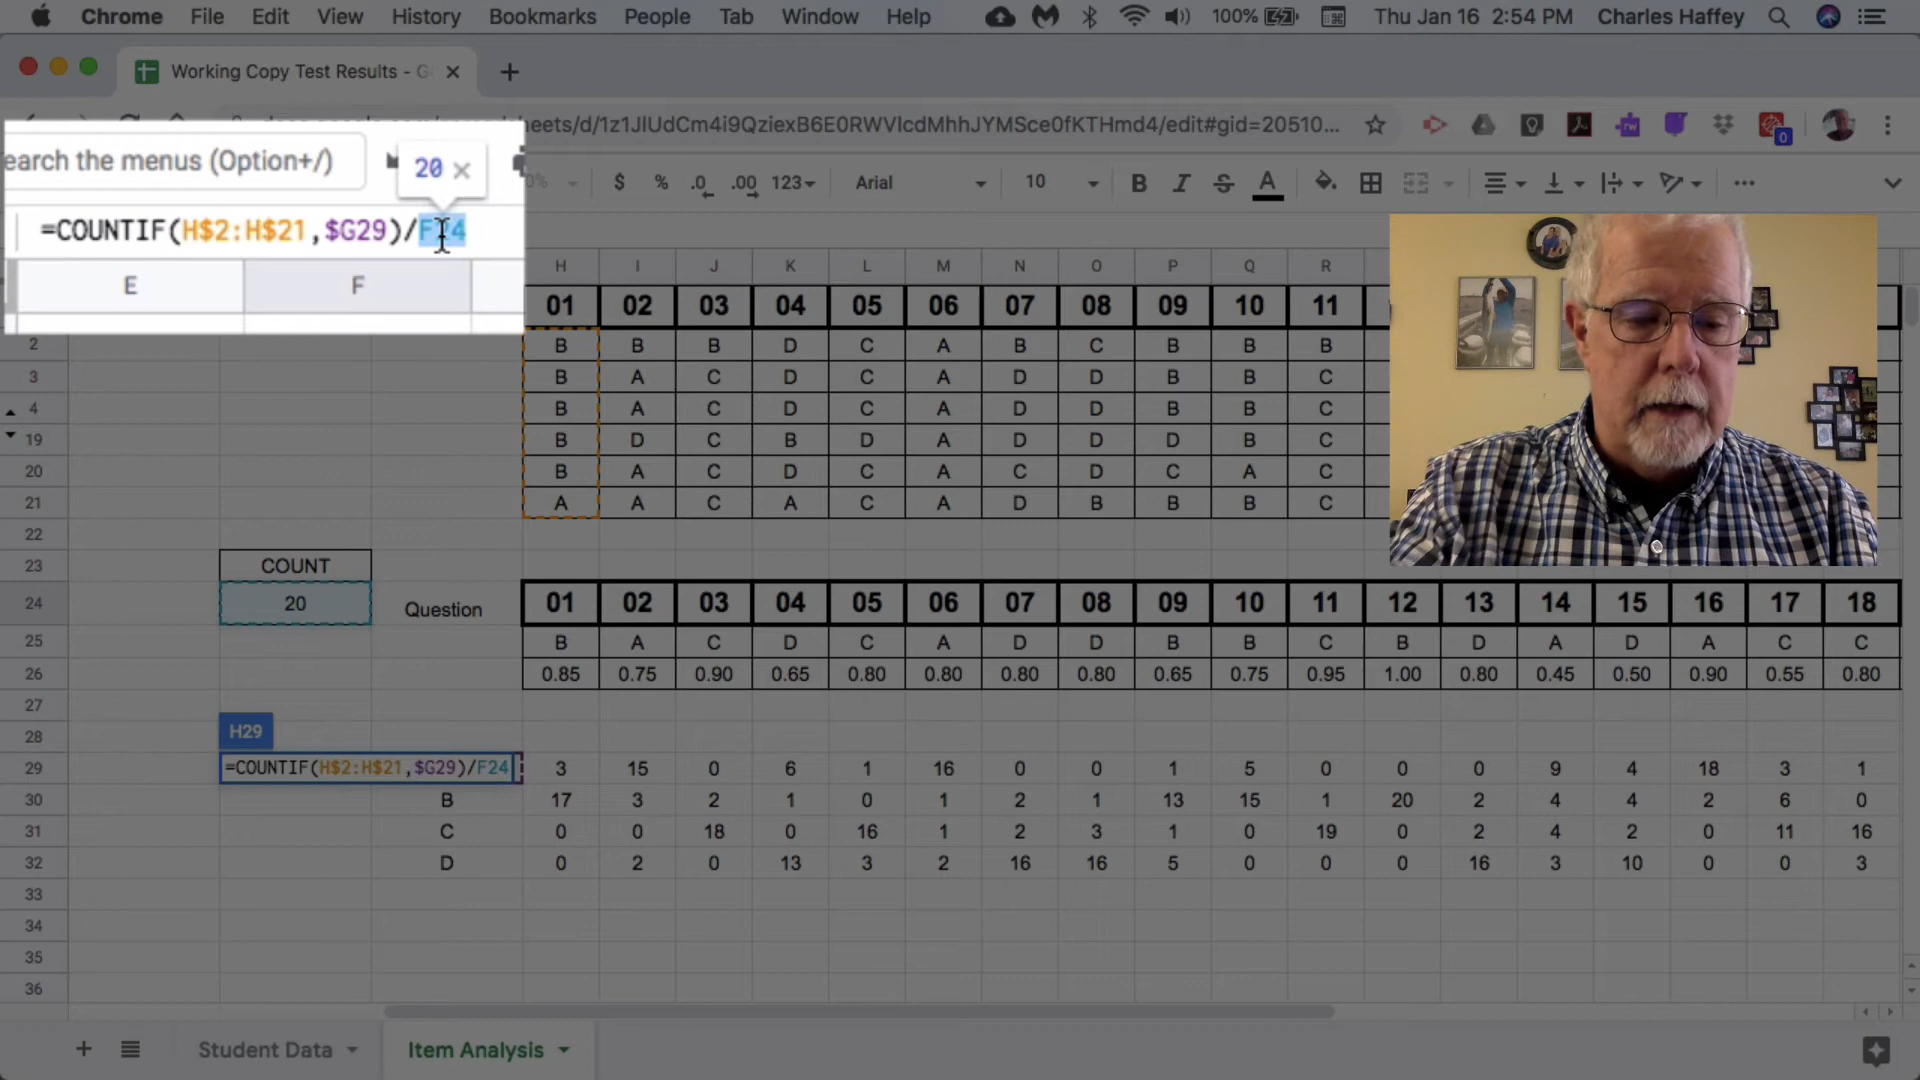 Chrome File Edit View History Bookmarks People Tab Window Help 100% Thu Jan 16 2:54 PM Charles Haffey
Working Copy Test Results - G
eets/d/1z1JlUdCm4i9QziexB6E0RWVlcdMhhJYMSce0fKTHmd4/edit#gid=20510... 0
earch the menus (Option+/) 20 × $ % .0 .00 123 Arial 10 B I S A
=COUNTIF(H$2:H$21,$G29)/F24
E F H I J K L M N O P Q R
01 02 03 04 05 06 07 08 09 10 11
2 B B B D C A B C B B B
3 B A C D C A D D B B C
4 B A C D C A D D B B C
19 B D C B D A D D D B C
20 B A C D C A C D C A C
21 A A C A C A D B B B C
22
23 COUNT
24 20 Question 01 02 03 04 05 06 07 08 09 10 11 12 13 14 15 16 17 18
25 B A C D C A D D B B C B D A D A C C
26 0.85 0.75 0.90 0.65 0.80 0.80 0.80 0.80 0.65 0.75 0.95 1.00 0.80 0.45 0.50 0.90 0.55 0.80
27
28 H29
29 =COUNTIF(H$2:H$21,$G29)/F24 3 15 0 6 1 16 0 0 1 5 0 0 0 9 4 18 3 1
30 B 17 3 2 1 0 1 2 1 13 15 1 20 2 4 4 2 6 0
31 C 0 0 18 0 16 1 2 3 1 0 19 0 2 4 2 0 11 16
32 D 0 2 0 13 3 2 16 16 5 0 0 0 16 3 10 0 0 3
33
34
35
36
Student Data Item Analysis